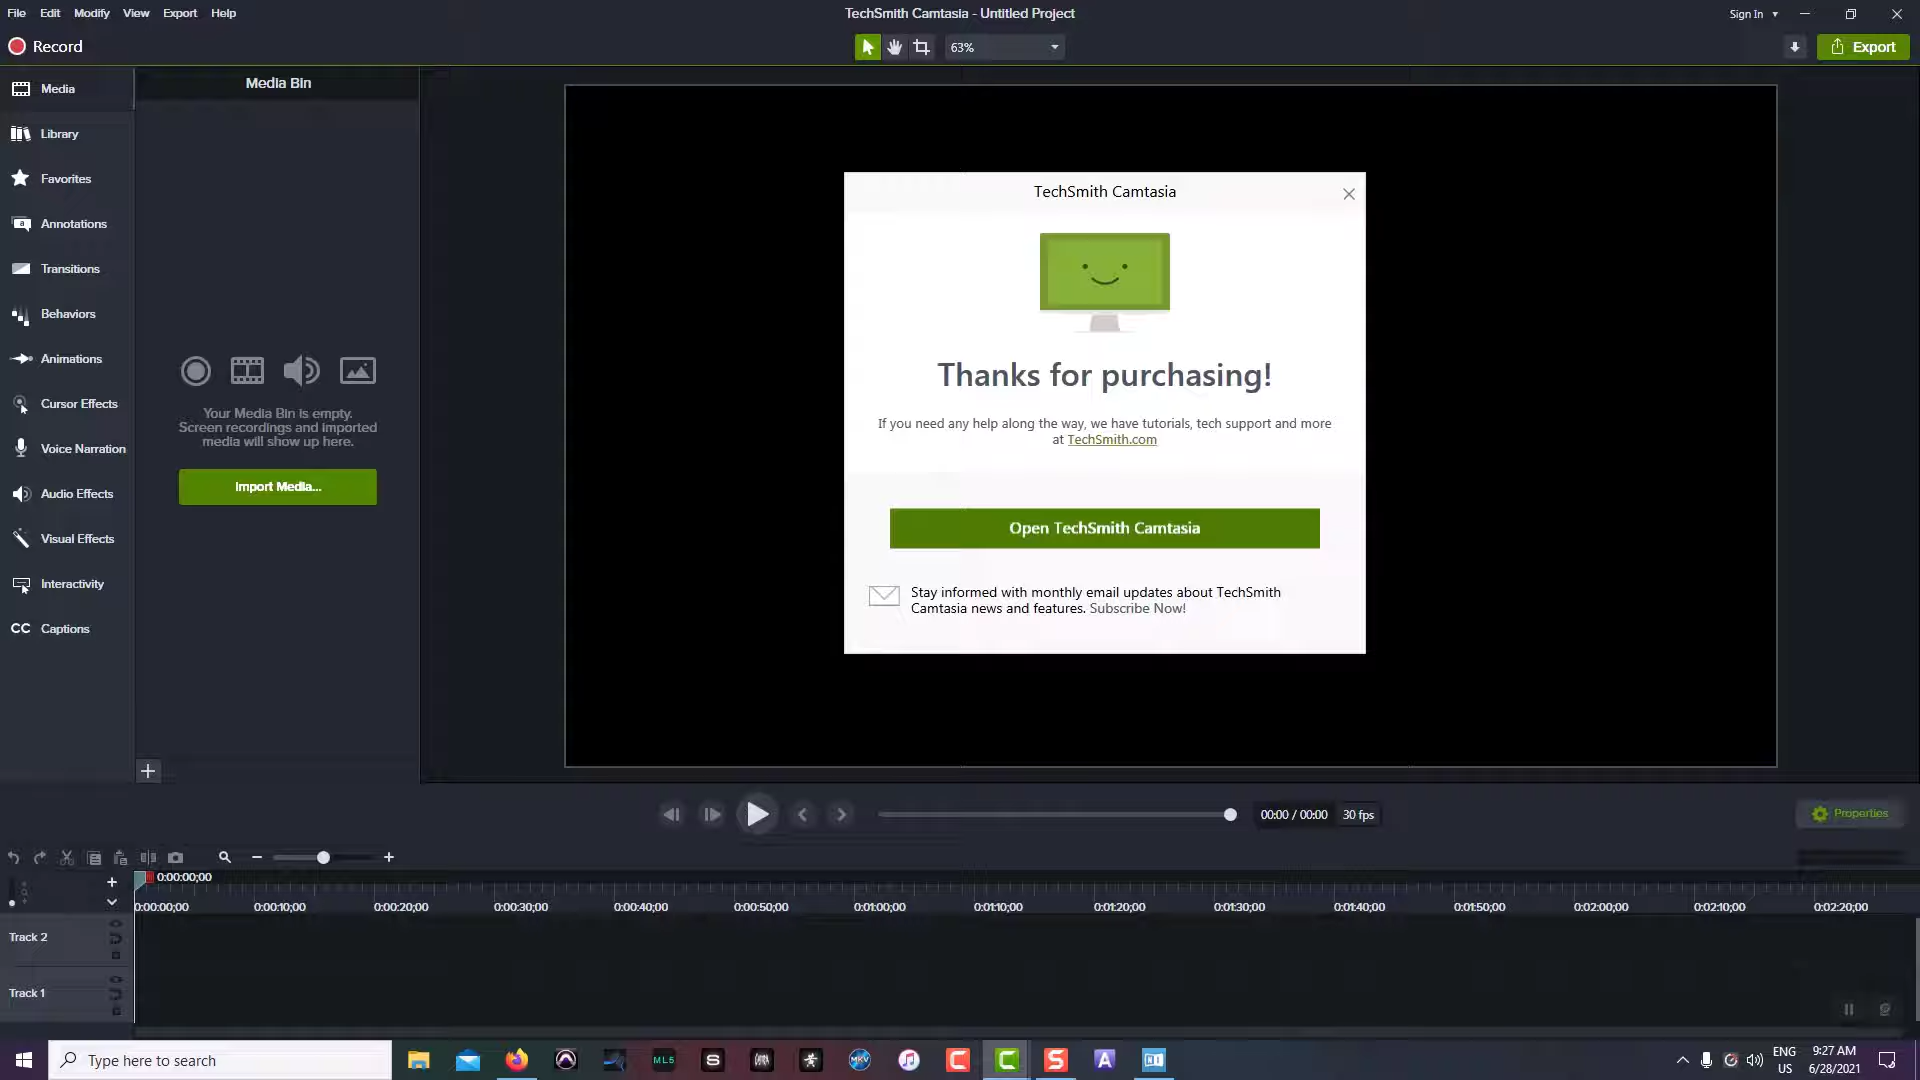 File Edit Modify View Export Help
TechSmith Camtasia - Untitled Project
Sign In
Record
63%
Export
Media
Library
Favorites
Annotations
Transitions
Behaviors
Animations
Cursor Effects
Voice Narration
Audio Effects
Visual Effects
Interactivity
CC Captions
Media Bin
Your Media Bin is empty.
Screen recordings and imported
media will show up here.
Import Media...
TechSmith Camtasia
Thanks for purchasing!
If you need any help along the way, we have tutorials, tech support and more
at TechSmith.com
Open TechSmith Camtasia
Stay informed with monthly email updates about TechSmith
Camtasia news and features. Subscribe Now!
00:00 / 00:00 30 fps
Properties
0:00:00;00
0:00:00;00 0:00:10;00 0:00:20;00 0:00:30;00 0:00:40;00 0:00:50;00 0:01:00;00 0:01:10;00 0:01:20;00 0:01:30;00 0:01:40;00 0:01:50;00 0:02:00;00 0:02:10;00 0:02:20;00
Track 2
Track 1
Type here to search
ML5
MKV
ENG
US
9:27 AM
6/28/2021